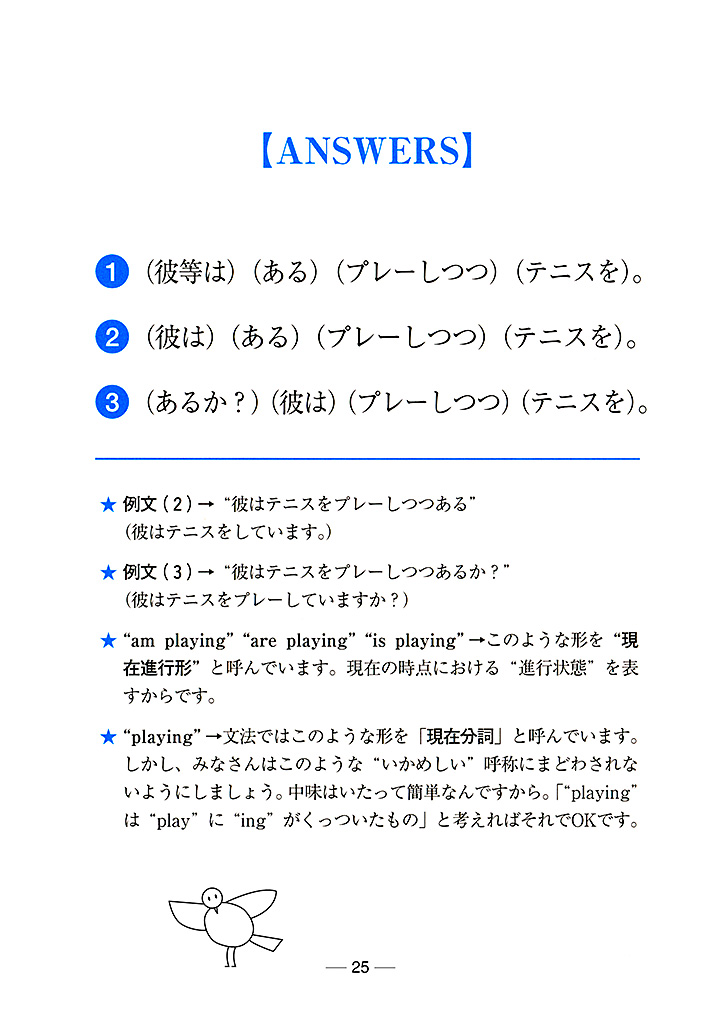 【ANSWERS】
1 (彼等は)(ある)(プレーしつつ)(テニスを)。
2 (彼は)(ある)(プレーしつつ)(テニスを)。
3 (あるか？)(彼は)(プレーしつつ)(テニスを)。
★ 例文(2)→“彼はテニスをプレーしつつある”
(彼はテニスをしています。)
★ 例文(3)→“彼はテニスをプレーしつつあるか？”
(彼はテニスをプレーしていますか？)
★ “am playing” “are playing” “is playing”→このような形を“現
在進行形”と呼んでいます。現在の時点における“進行状態”を表
すからです。
★ “playing”→文法ではこのような形を「現在分詞」と呼んでいます。
しかし、みなさんはこのような“いかめしい”呼称にまどわされな
いようにしましょう。中味はいたって簡単なんですから。「“playing”
は“play”に“ing”がくっついたもの」と考えればそれでOKです。
— 25 —